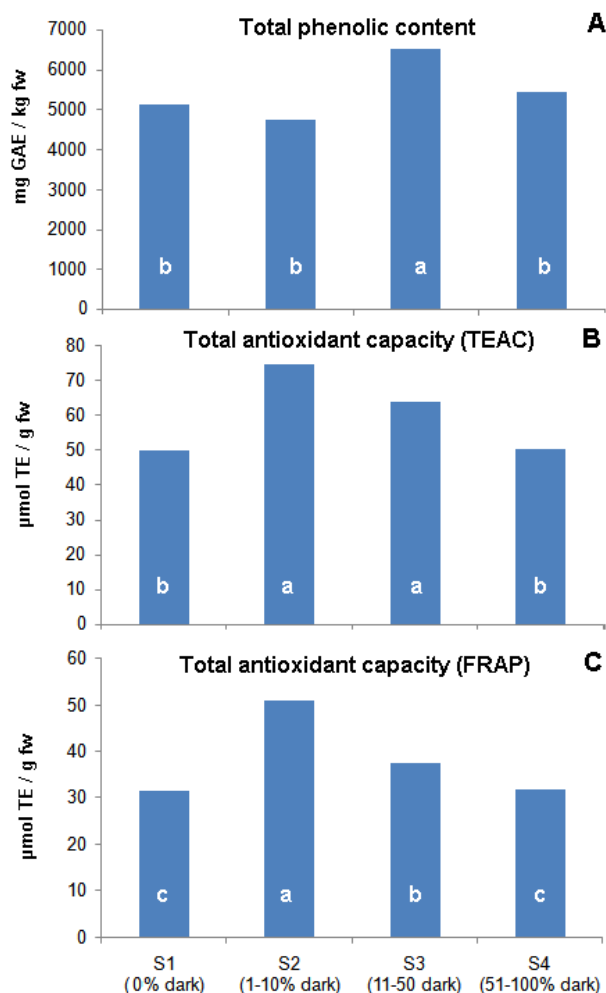 Total phenolic content
A
mg GAE / kg fw
7000
6000
5000
4000
3000
2000
1000
0
b
b
a
b
Total antioxidant capacity (TEAC)
B
µmol TE / g fw
80
70
60
50
40
30
20
10
0
b
a
a
b
Total antioxidant capacity (FRAP)
C
µmol TE / g fw
60
50
40
30
20
10
0
c
a
b
c
S1
S2
S3
S4
( 0% dark)
(1-10% dark)
(11-50 dark)
(51-100% dark)